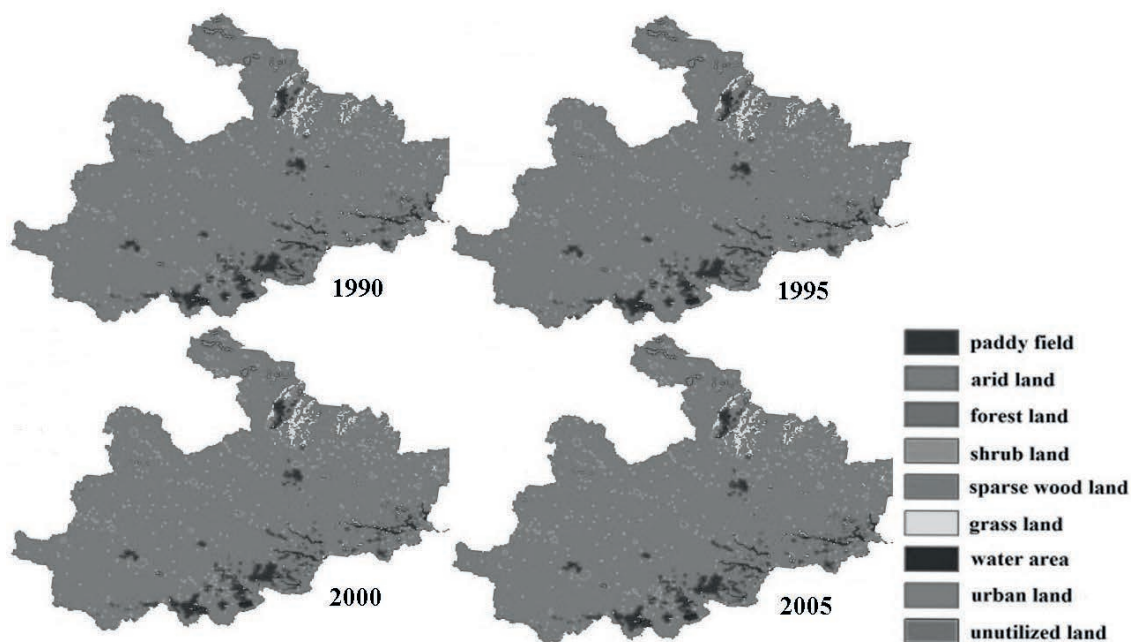 1990
1995
2000
2005
paddy field
arid land
forest land
shrub land
sparse wood land
grass land
water area
urban land
unutilized land